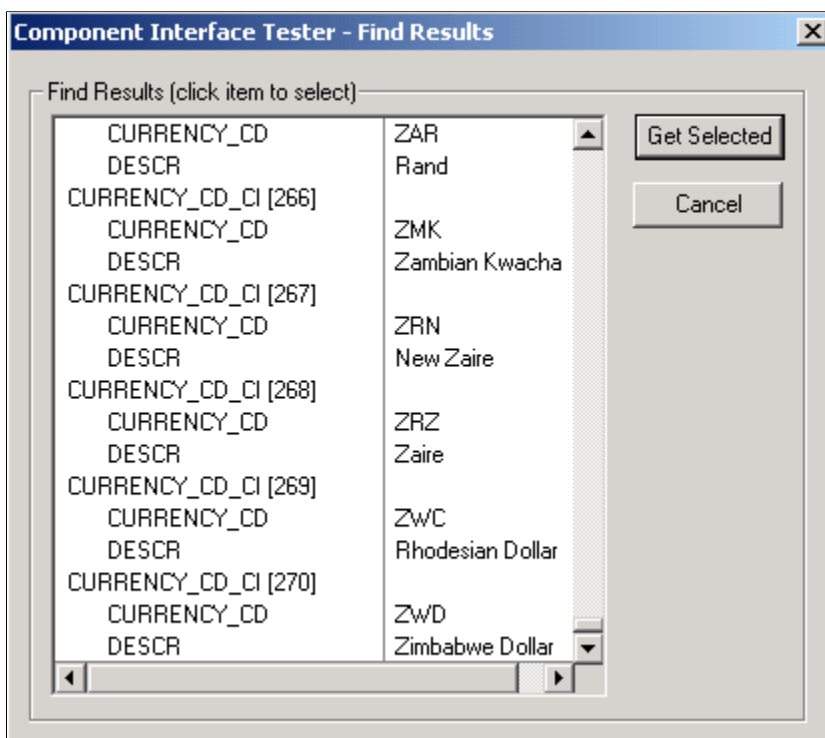 Component Interface Tester - Find Results
Find Results (click item to select)
CURRENCY_CD ZAR
DESCR Rand
CURRENCY_CD_CI [266]
CURRENCY_CD ZMK
DESCR Zambian Kwacha
CURRENCY_CD_CI [267]
CURRENCY_CD ZRN
DESCR New Zaire
CURRENCY_CD_CI [268]
CURRENCY_CD ZRZ
DESCR Zaire
CURRENCY_CD_CI [269]
CURRENCY_CD ZWC
DESCR Rhodesian Dollar
CURRENCY_CD_CI [270]
CURRENCY_CD ZWD
DESCR Zimbabwe Dollar
Get Selected
Cancel